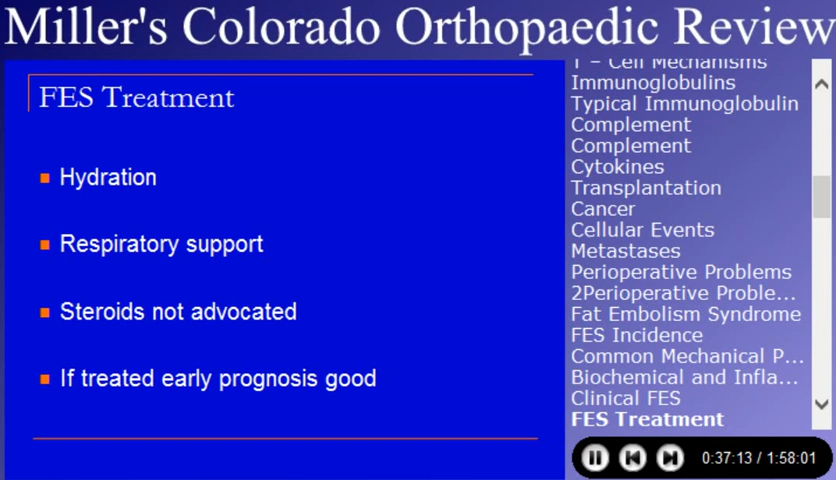 Miller's Colorado Orthopaedic Review
FES Treatment
Hydration
Respiratory support
Steroids not advocated
If treated early prognosis good
T – Cell Mechanisms
Immunoglobulins
Typical Immunoglobulin
Complement
Complement
Cytokines
Transplantation
Cancer
Cellular Events
Metastases
Perioperative Problems
2Perioperative Proble...
Fat Embolism Syndrome
FES Incidence
Common Mechanical P...
Biochemical and Infla...
Clinical FES
FES Treatment
0:37:13 / 1:58:01